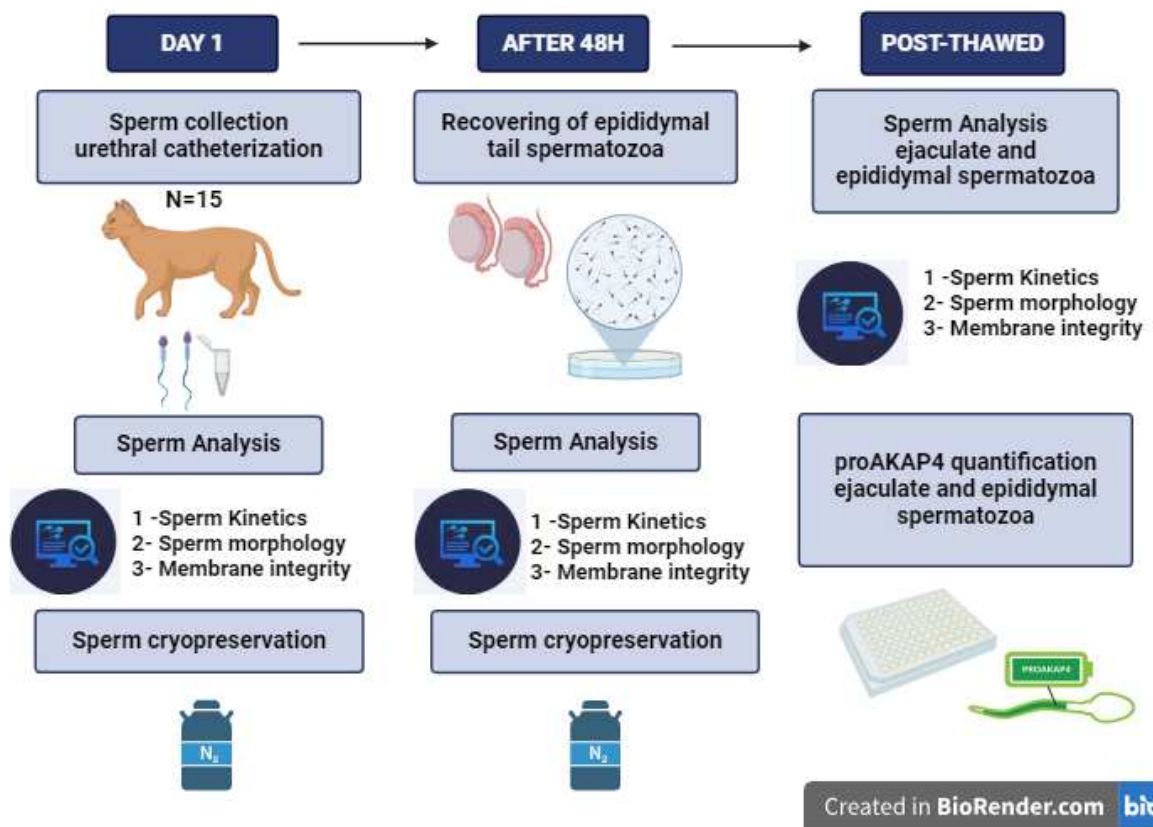 DAY 1
AFTER 48H
POST-THAWED
Sperm collection
urethral catheterization
N=15
Sperm Analysis
1 -Sperm Kinetics
2- Sperm morphology
3- Membrane integrity
Sperm cryopreservation
N₂
Recovering of epididymal
tail spermatozoa
Sperm Analysis
1 -Sperm Kinetics
2- Sperm morphology
3- Membrane integrity
Sperm cryopreservation
N₂
Sperm Analysis
ejaculate and
epididymal spermatozoa
1 -Sperm Kinetics
2- Sperm morphology
3- Membrane integrity
proAKAP4 quantification
ejaculate and epididymal
spermatozoa
PROAKAP4
Created in BioRender.com bio